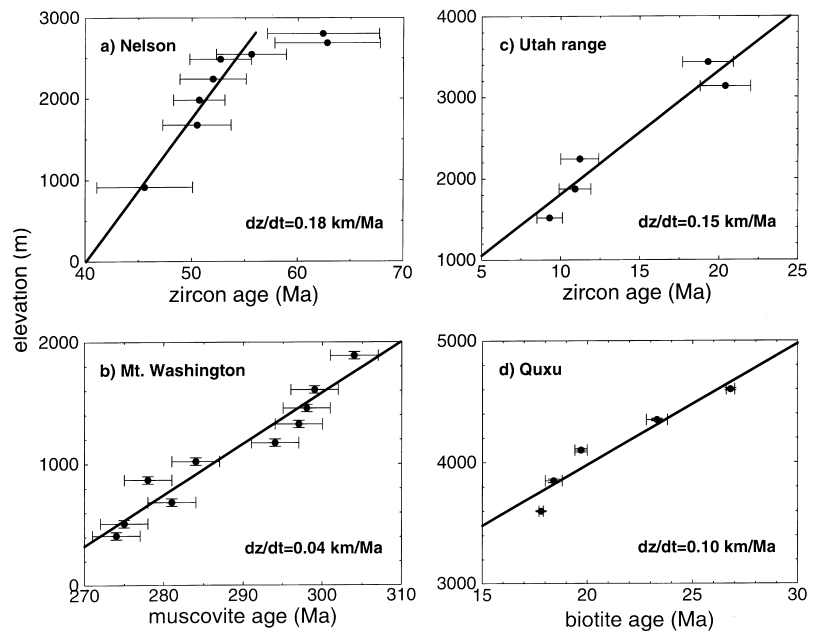 elevation (m)
a) Nelson
3000
2000
1000
0
dz/dt=0.18 km/Ma
40 50 60 70
zircon age (Ma)
c) Utah range
4000
3000
2000
1000
dz/dt=0.15 km/Ma
5 10 15 20 25
zircon age (Ma)
b) Mt. Washington
2000
1000
0
dz/dt=0.04 km/Ma
270 280 290 300 310
muscovite age (Ma)
d) Quxu
5000
4000
3000
dz/dt=0.10 km/Ma
15 20 25 30
biotite age (Ma)